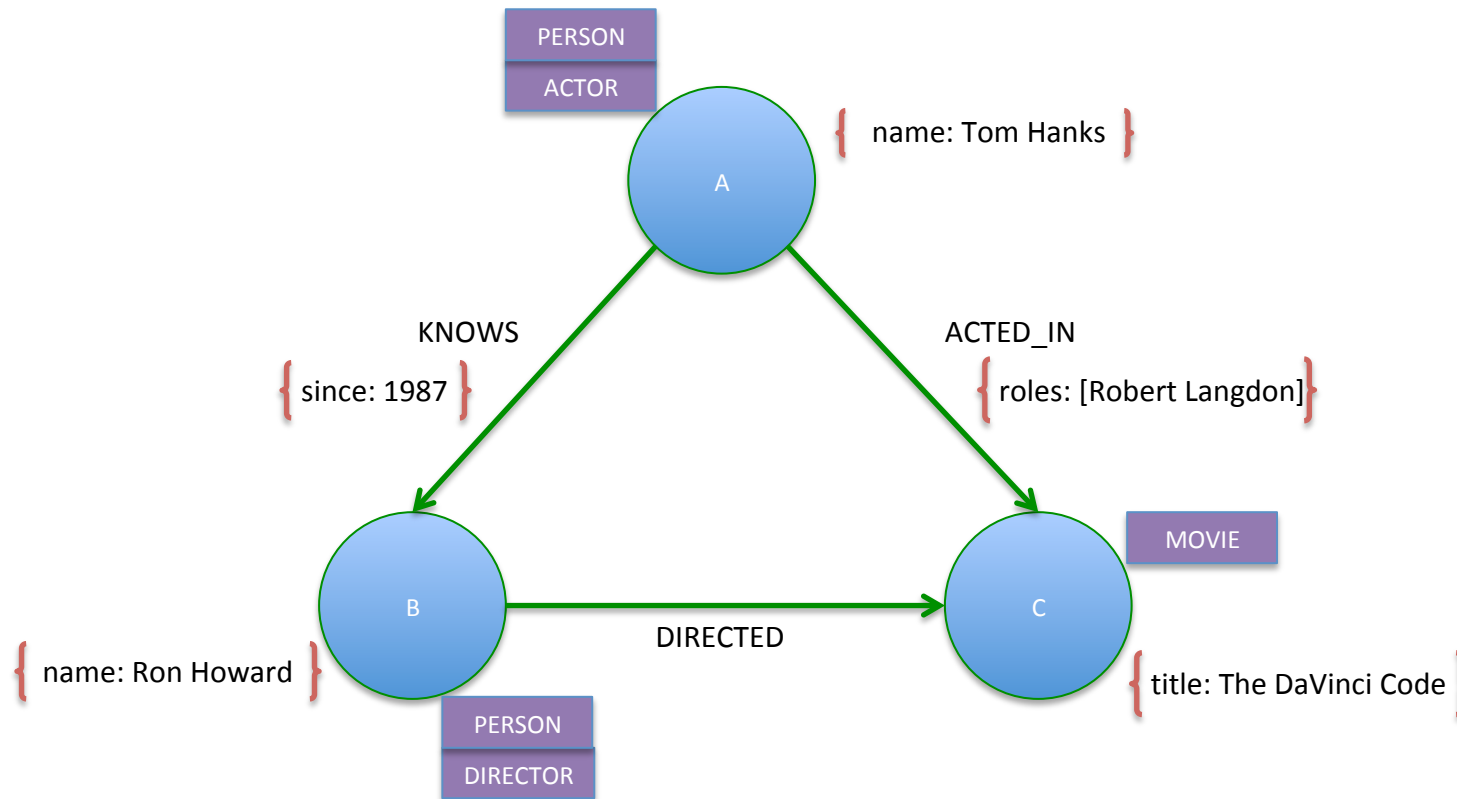 PERSON
ACTOR
{ name: Tom Hanks }
A
KNOWS
{ since: 1987 }
ACTED_IN
{ roles: [Robert Langdon] }
MOVIE
B
C
DIRECTED
{ name: Ron Howard }
{ title: The DaVinci Code }
PERSON
DIRECTOR